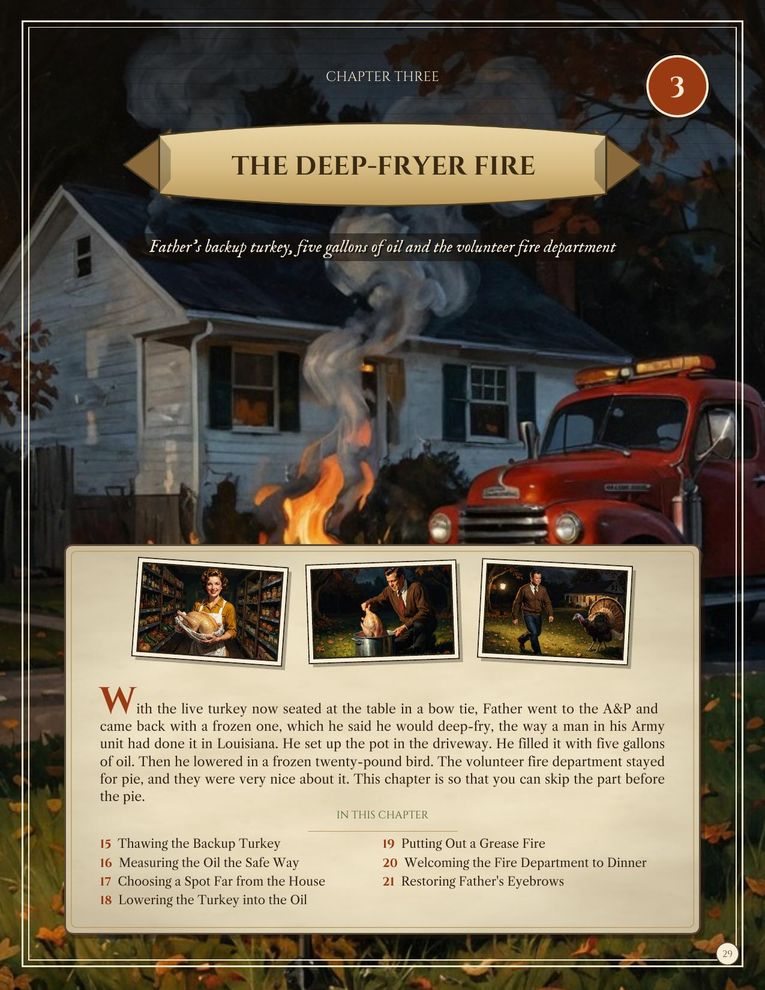 CHAPTER THREE
3
THE DEEP-FRYER FIRE
Father's backup turkey, five gallons of oil and the volunteer fire department
With the live turkey now seated at the table in a bow tie, Father went to the A&P and
came back with a frozen one, which he said he would deep-fry, the way a man in his Army
unit had done it in Louisiana. He set up the pot in the driveway. He filled it with five gallons
of oil. Then he lowered in a frozen twenty-pound bird. The volunteer fire department stayed
for pie, and they were very nice about it. This chapter is so that you can skip the part before
the pie.
IN THIS CHAPTER
15 Thawing the Backup Turkey
16 Measuring the Oil the Safe Way
17 Choosing a Spot Far from the House
18 Lowering the Turkey into the Oil
19 Putting Out a Grease Fire
20 Welcoming the Fire Department to Dinner
21 Restoring Father's Eyebrows
29